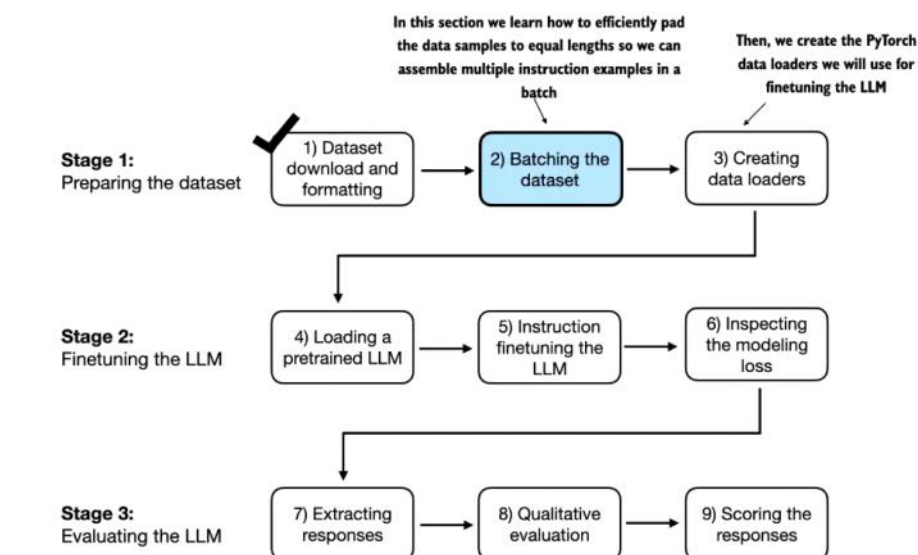 In this section we learn how to efficiently pad
the data samples to equal lengths so we can
assemble multiple instruction examples in a
batch
Then, we create the PyTorch
data loaders we will use for
finetuning the LLM
Stage 1:
Preparing the dataset
1) Dataset
download and
formatting
2) Batching the
dataset
3) Creating
data loaders
Stage 2:
Finetuning the LLM
4) Loading a
pretrained LLM
5) Instruction
finetuning the
LLM
6) Inspecting
the modeling
loss
Stage 3:
Evaluating the LLM
7) Extracting
responses
8) Qualitative
evaluation
9) Scoring the
responses